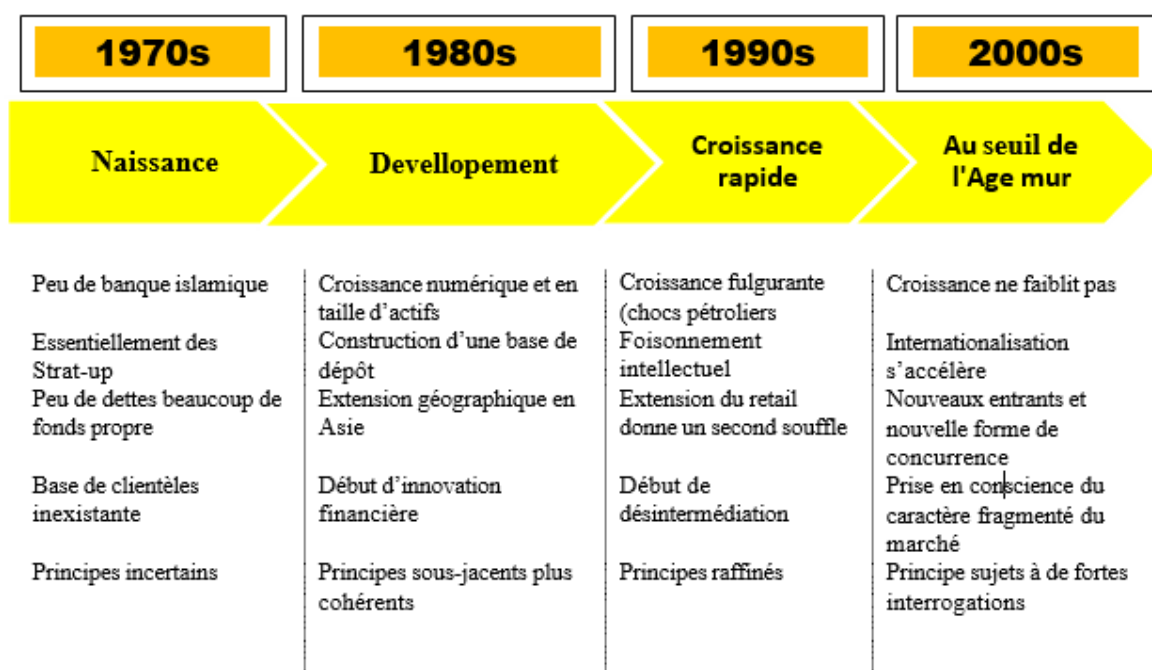 1970s
1980s
1990s
2000s
Naissance
Devellopement
Croissance
rapide
Au seuil de
l'Age mur
Peu de banque islamique
Essentiellement des
Strat-up
Peu de dettes beaucoup de
fonds propre
Base de clientèles
inexistante
Principes incertains
Croissance numérique et en
taille d’actifs
Construction d’une base de
dépôt
Extension géographique en
Asie
Début d’innovation
financière
Principes sous-jacents plus
cohérents
Croissance fulgurante
(chocs pétroliers
Foisonnement
intellectuel
Extension du retail
donne un second souffle
Début de
désintermédiation
Principes raffinés
Croissance ne faiblit pas
Internationalisation
s’accélère
Nouveaux entrants et
nouvelle forme de
concurrence
Prise en conscience du
caractère fragmenté du
marché
Principe sujets à de fortes
interrogations